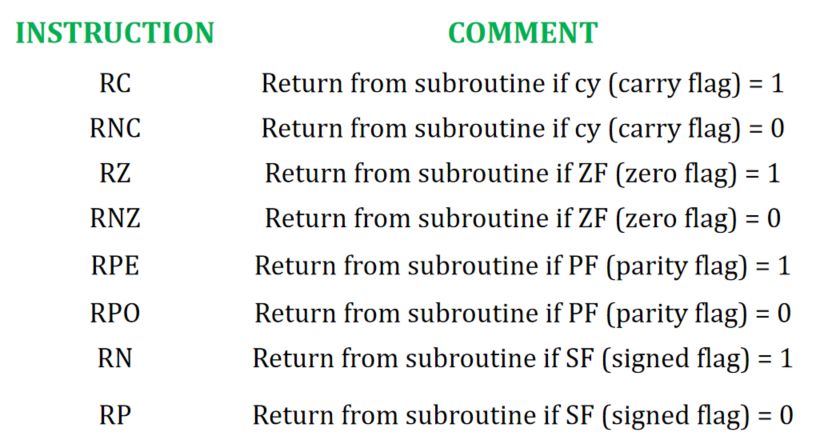 INSTRUCTION COMMENT
RC Return from subroutine if cy (carry flag) = 1
RNC Return from subroutine if cy (carry flag) = 0
RZ Return from subroutine if ZF (zero flag) = 1
RNZ Return from subroutine if ZF (zero flag) = 0
RPE Return from subroutine if PF (parity flag) = 1
RPO Return from subroutine if PF (parity flag) = 0
RN Return from subroutine if SF (signed flag) = 1
RP Return from subroutine if SF (signed flag) = 0